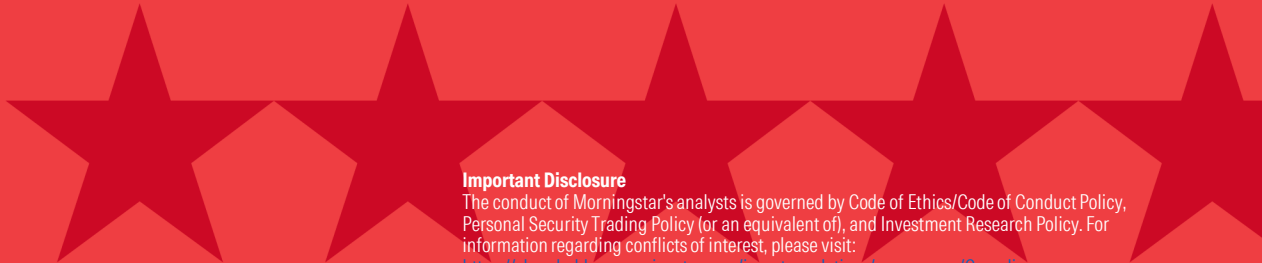 Important Disclosure
The conduct of Morningstar's analysts is governed by Code of Ethics/Code of Conduct Policy,
Personal Security Trading Policy (or an equivalent of), and Investment Research Policy. For
information regarding conflicts of interest, please visit: